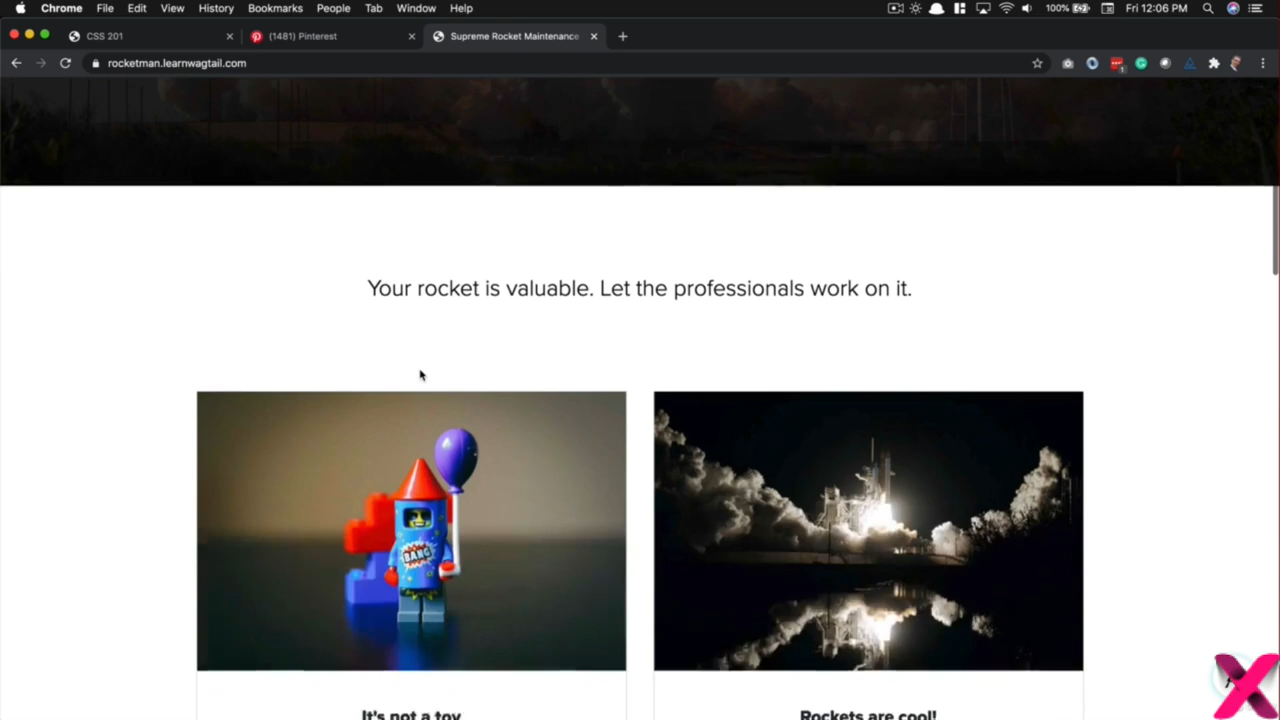 Chrome File Edit View History Bookmarks People Tab Window Help 100% Fri 12:06 PM
CSS 201 (1481) Pinterest Supreme Rocket Maintenance
rocketman.learnwagtail.com
Your rocket is valuable. Let the professionals work on it.
BANG
It's not a toy
Rockets are cool!